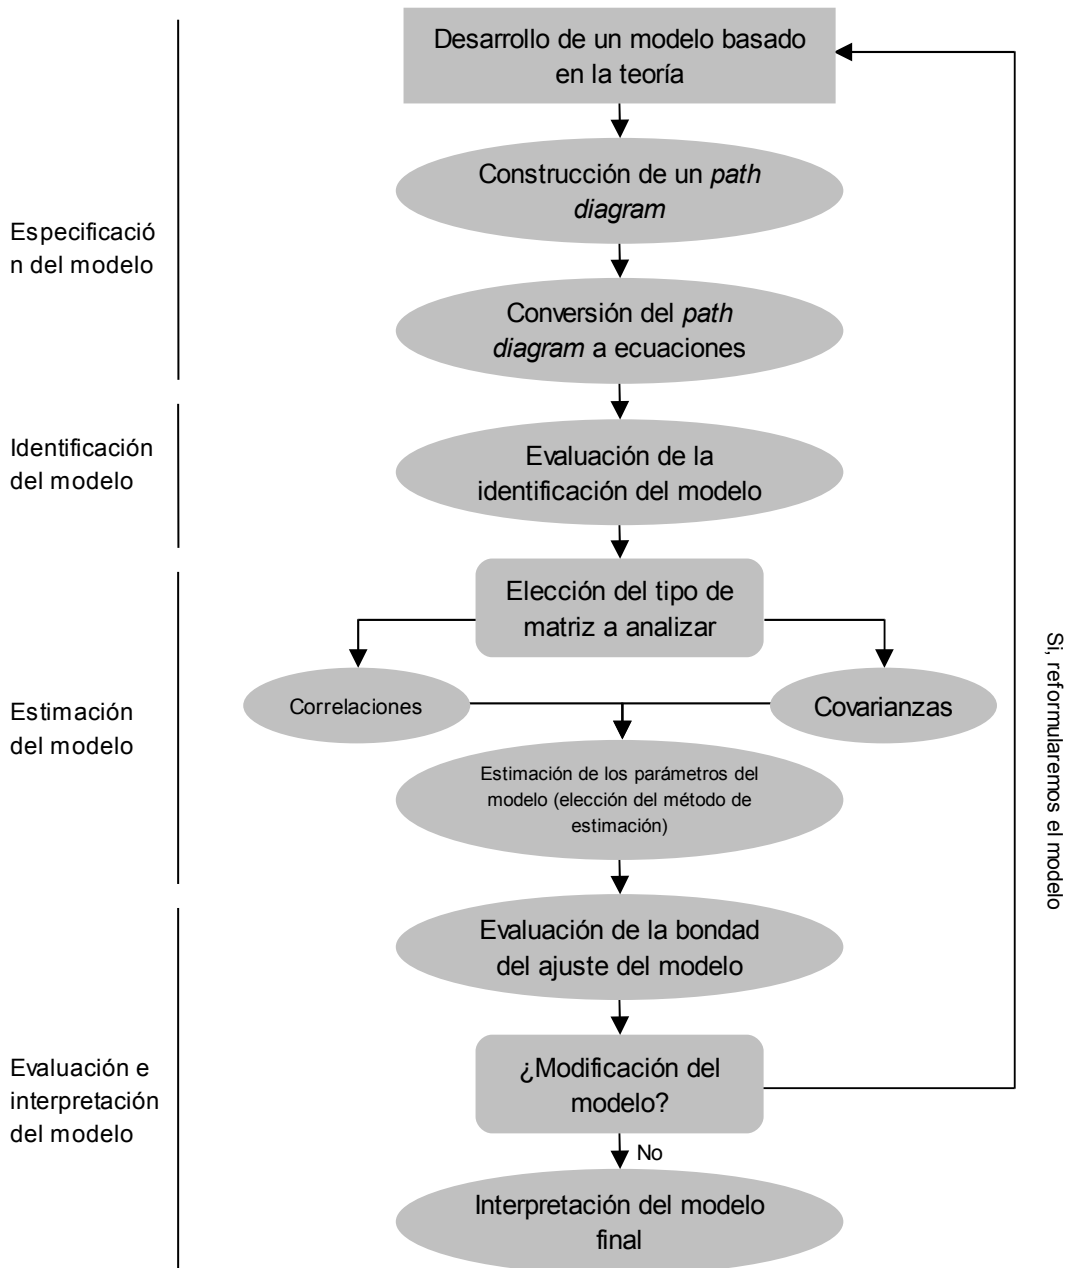 Desarrollo de un modelo basado
en la teoría
Construcción de un path
diagram
Especificació
n del modelo
Conversión del path
diagram a ecuaciones
Identificación
del modelo
Evaluación de la
identificación del modelo
Elección del tipo de
matriz a analizar
Correlaciones
Covarianzas
Estimación
del modelo
Estimación de los parámetros del
modelo (elección del método de
estimación)
Si, reformularemos el modelo
Evaluación de la bondad
del ajuste del modelo
Evaluación e
interpretación
del modelo
¿Modificación del
modelo?
No
Interpretación del modelo
final